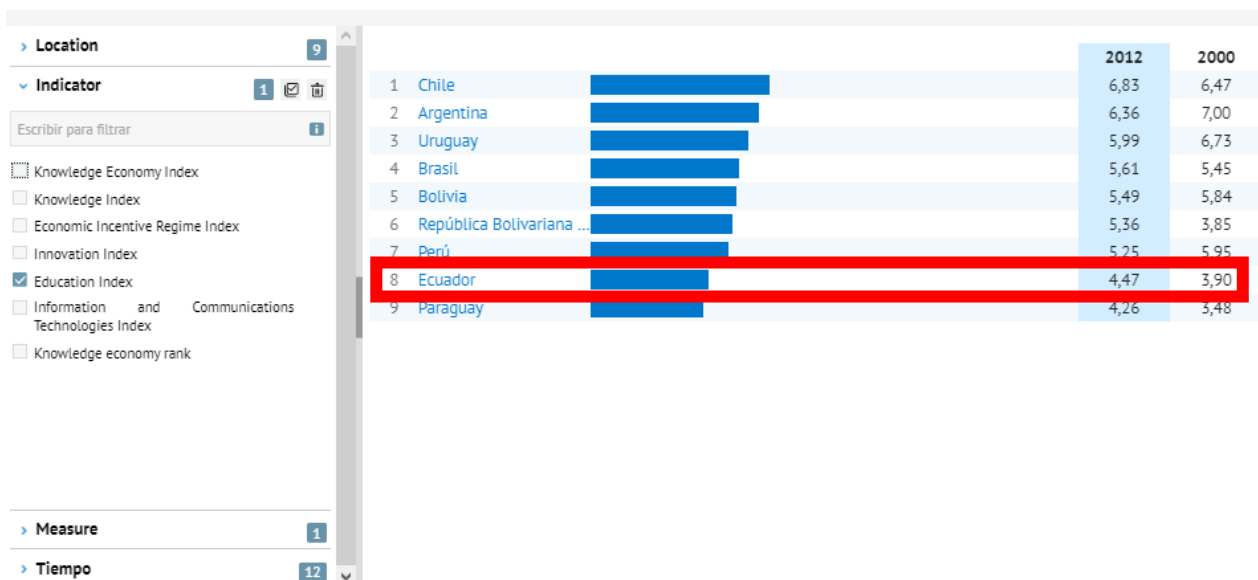 Location 9
Indicator 1
Escribir para filtrar
Knowledge Economy Index
Knowledge Index
Economic Incentive Regime Index
Innovation Index
Education Index
Information and Communications
Technologies Index
Knowledge economy rank
Measure 1
Tiempo 12
2012 2000
1 Chile 6,83 6,47
2 Argentina 6,36 7,00
3 Uruguay 5,99 6,73
4 Brasil 5,61 5,45
5 Bolivia 5,49 5,84
6 República Bolivariana ... 5,36 3,85
7 Perú 5,25 5,95
8 Ecuador 4,47 3,90
9 Paraguay 4,26 3,48